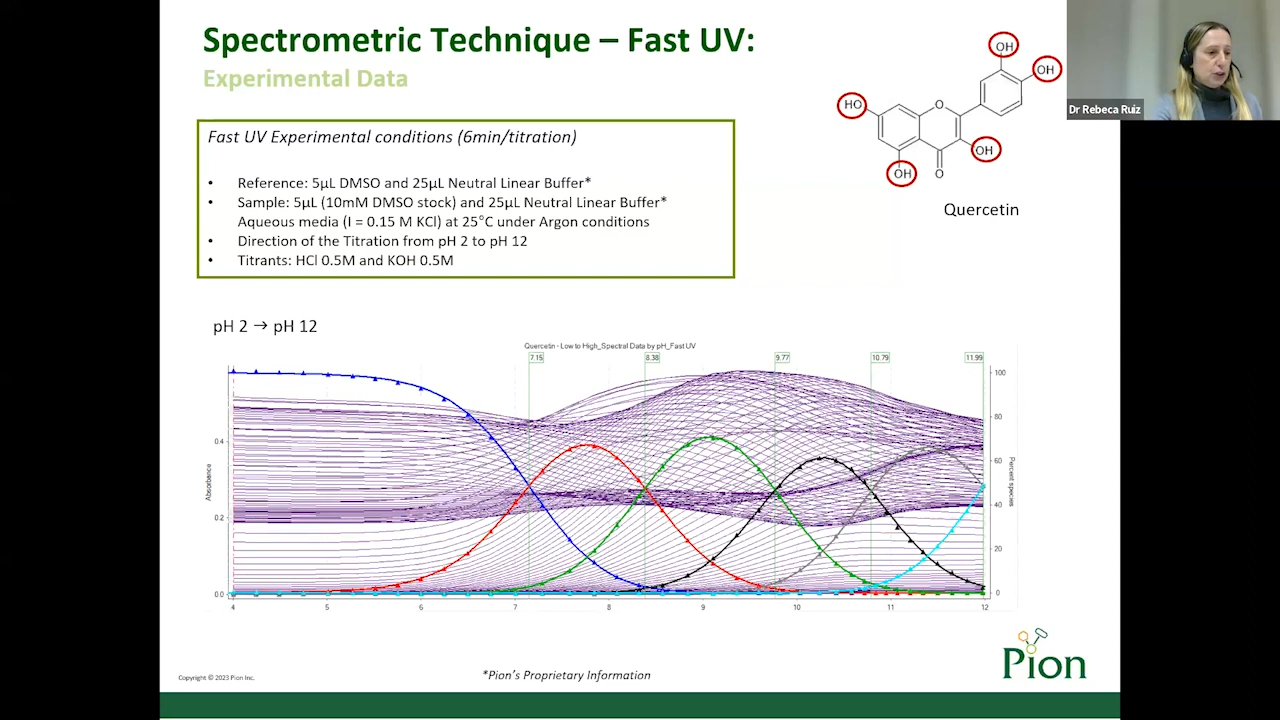 Spectrometric Technique – Fast UV:
Experimental Data
OH
OH
HO
O
OH
OH
O
Quercetin
Dr Rebeca Ruiz
Fast UV Experimental conditions (6min/titration)
• Reference: 5µL DMSO and 25µL Neutral Linear Buffer*
• Sample: 5µL (10mM DMSO stock) and 25µL Neutral Linear Buffer*
Aqueous media (I = 0.15 M KCl) at 25°C under Argon conditions
• Direction of the Titration from pH 2 to pH 12
• Titrants: HCl 0.5M and KOH 0.5M
pH 2 → pH 12
Quercetin - Low to High_Spectral Data by pH_Fast UV
7.15 8.38 9.77 10.79 11.99
100
80
0.4
60
Absorbance
Percent species
40
0.2
20
0.0
0
4 5 6 7 8 9 10 11 12
Pion
*Pion's Proprietary Information
Copyright © 2023 Pion Inc.